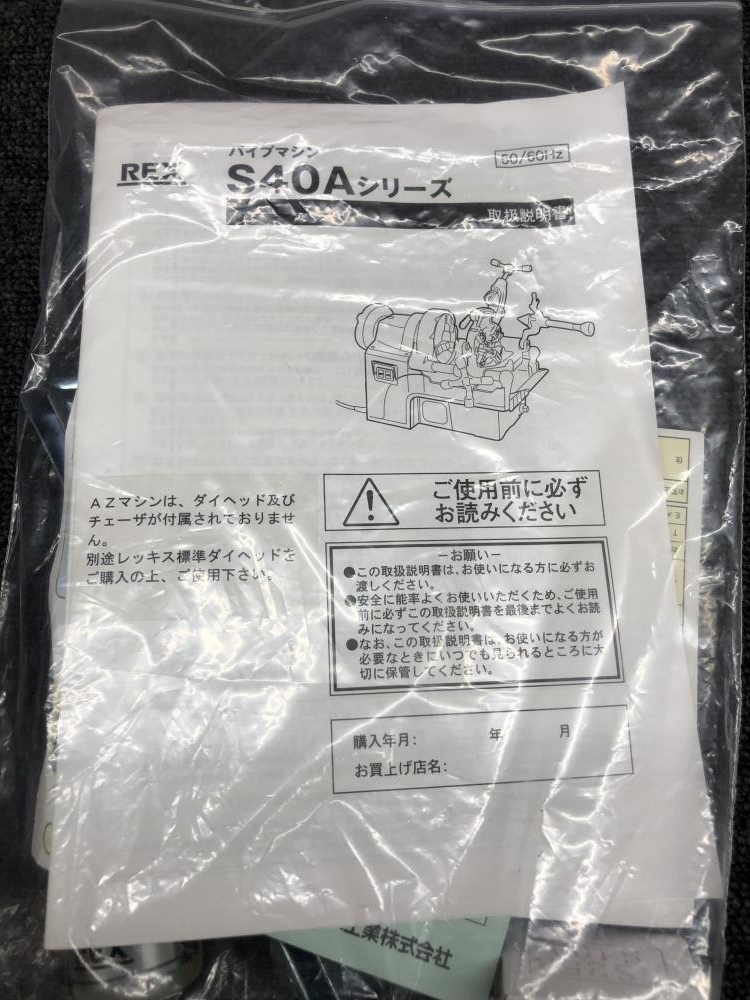 REX
パイプマシン
S40Aシリーズ
50/60Hz
取扱説明書
AZマシンは、ダイヘッド及び
チェーザが付属されておりませ
ん。
別途レッキス標準ダイヘッドを
ご購入の上、ご使用下さい。
ご使用前に必ず
お読みください
－お願い－
●この取扱説明書は、お使いになる方に必ずお
渡しください。
●安全に能率よくお使いいただくため、ご使用
前に必ずこの取扱説明書を最後までよくお読
みになってください。
●なお、この取扱説明書は、お使いになる方が
必要なときにいつでも見られるところに大
切に保管してください。
購入年月： 年 月
お買上げ店名：
工業株式会社
REX